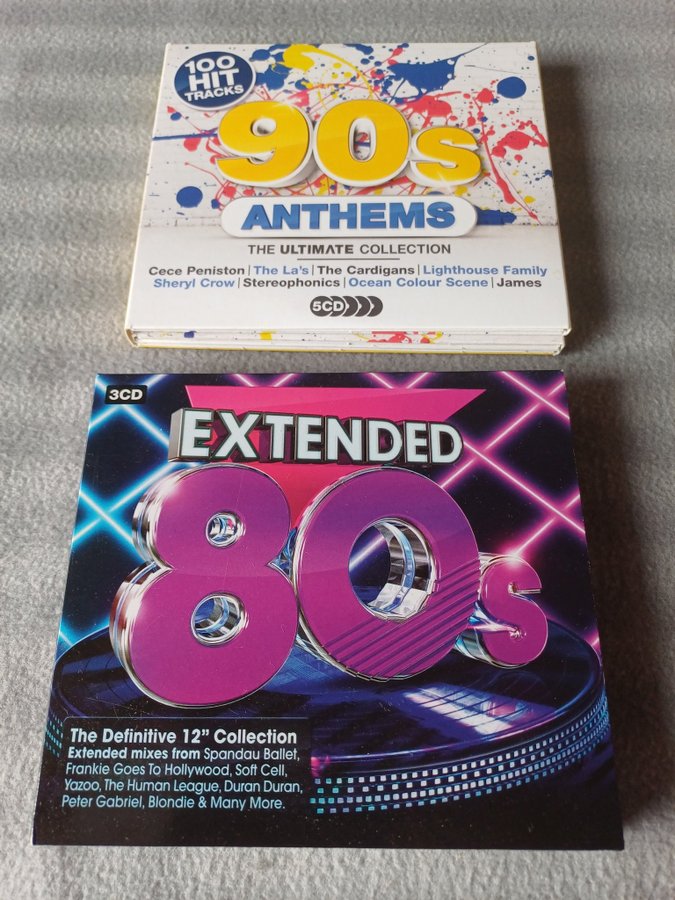 100
HIT
TRACKS
90s
ANTHEMS
THE ULTIMATE COLLECTION
Cece Peniston | The La's | The Cardigans | Lighthouse Family
Sheryl Crow | Stereophonics | Ocean Colour Scene | James
5CD
3CD
EXTENDED
80s
The Definitive 12" Collection
Extended mixes from Spandau Ballet,
Frankie Goes To Hollywood, Soft Cell,
Yazoo, The Human League, Duran Duran,
Peter Gabriel, Blondie & Many More.